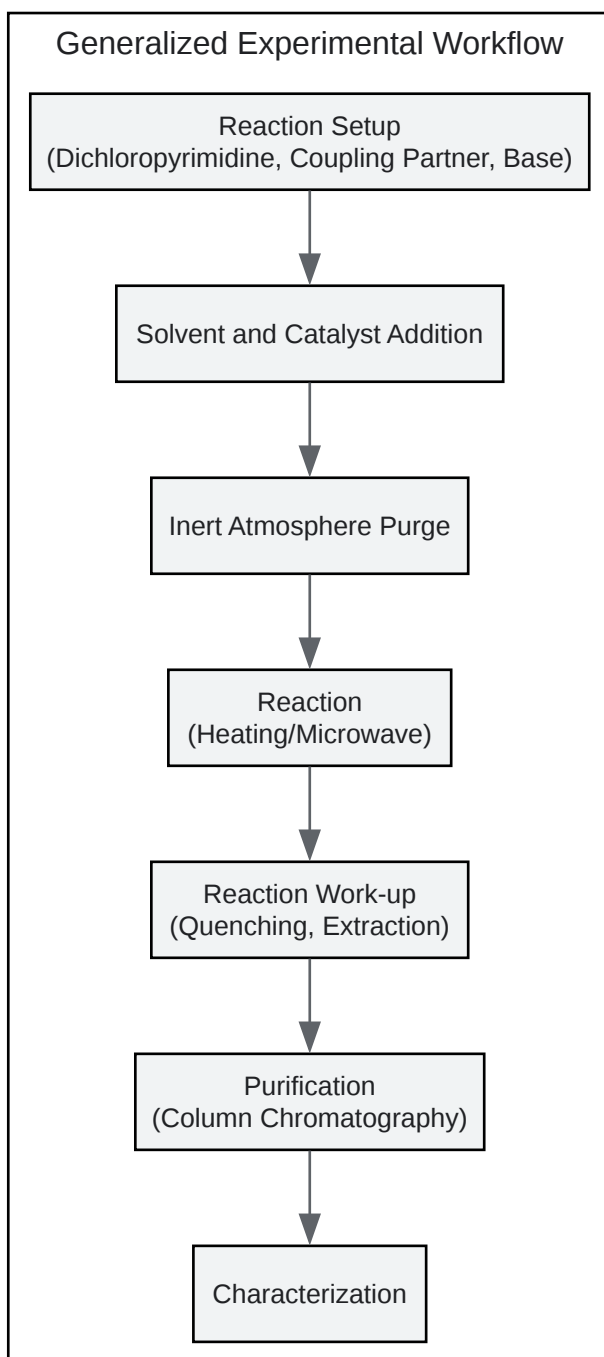 Generalized Experimental Workflow
Reaction Setup
(Dichloropyrimidine, Coupling Partner, Base)
Solvent and Catalyst Addition
Inert Atmosphere Purge
Reaction
(Heating/Microwave)
Reaction Work-up
(Quenching, Extraction)
Purification
(Column Chromatography)
Characterization